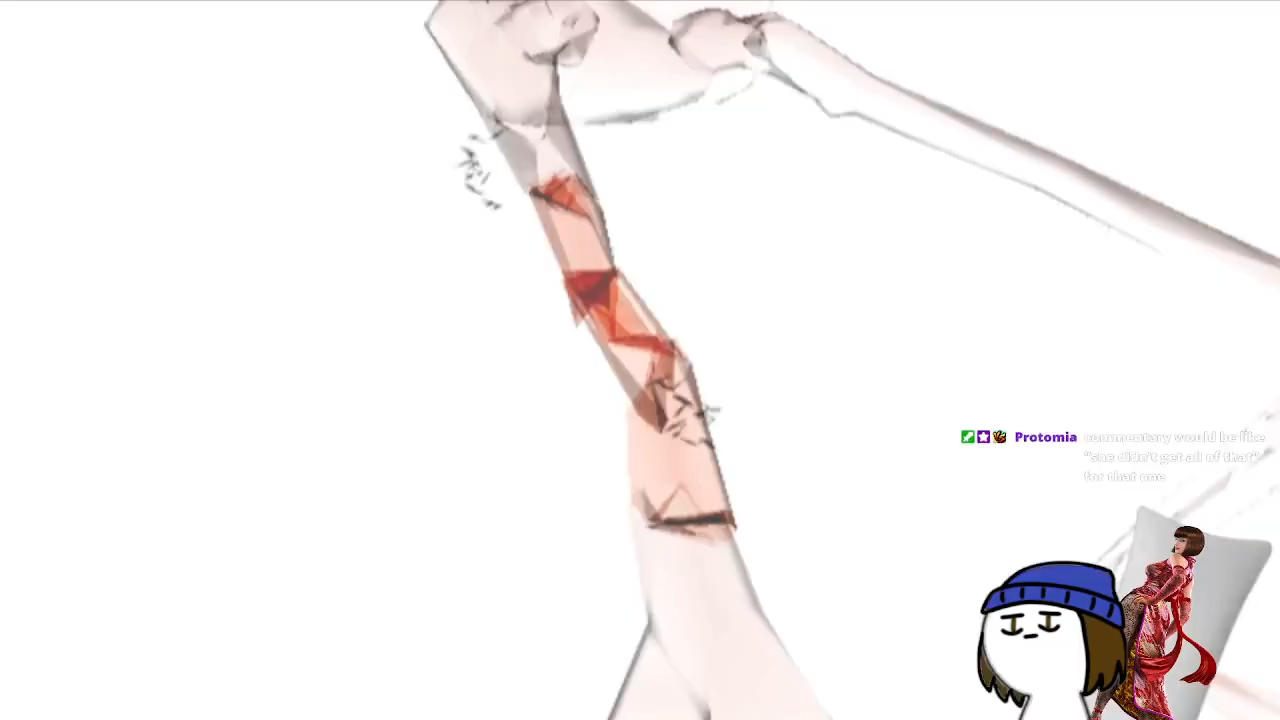 Protomia commentary would be like
"she didn't get all of that"
for that one